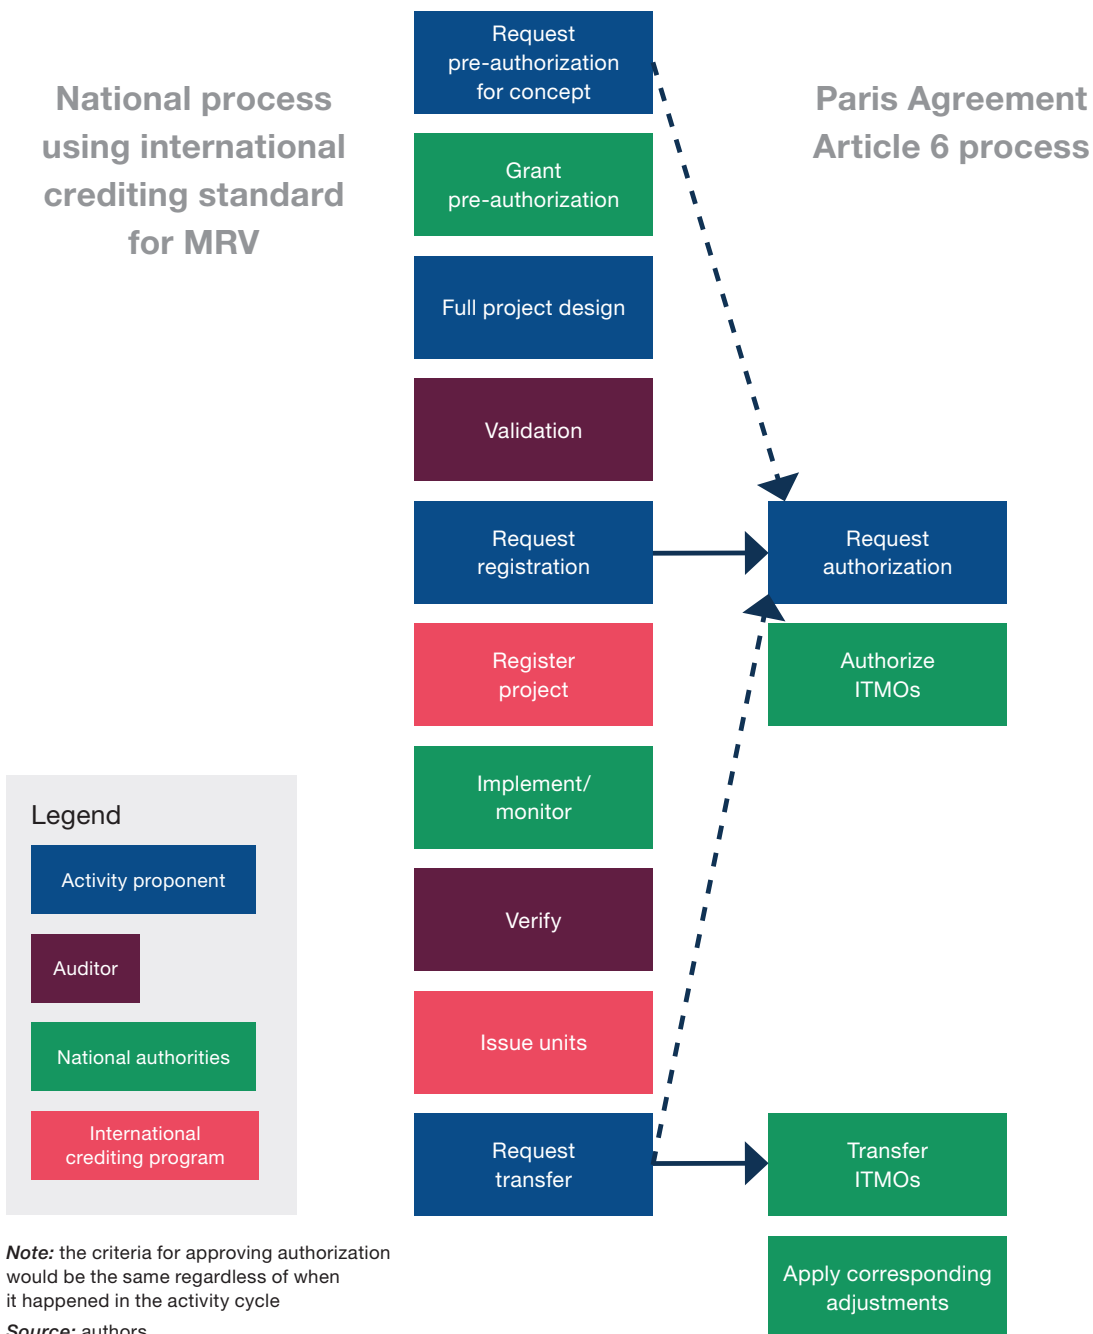 National process
using international
crediting standard
for MRV
Paris Agreement
Article 6 process
Request
pre-authorization
for concept
Grant
pre-authorization
Full project design
Validation
Request
registration
Request
authorization
Register
project
Authorize
ITMOs
Implement/
monitor
Verify
Issue units
Request
transfer
Transfer
ITMOs
Apply corresponding
adjustments
Legend
Activity proponent
Auditor
National authorities
International
crediting program
Note: the criteria for approving authorization
would be the same regardless of when
it happened in the activity cycle
Source: authors